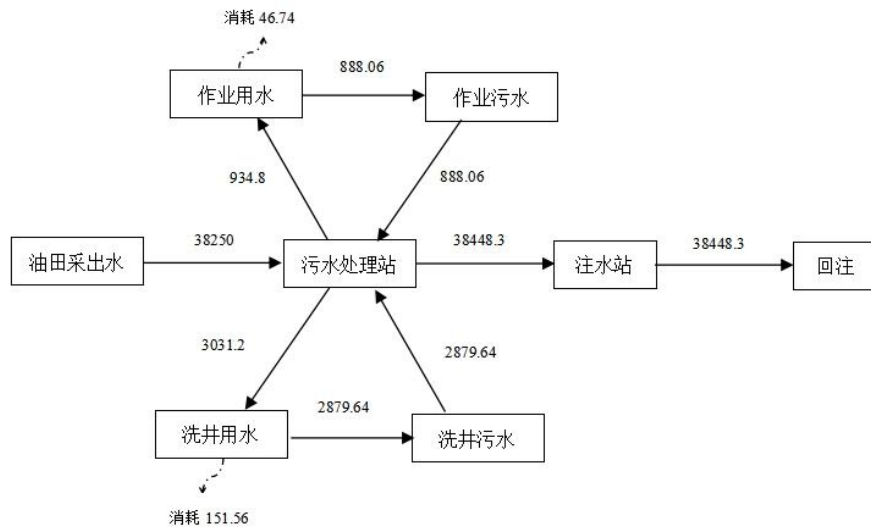 消耗 46.74
888.06
作业用水
作业污水
934.8
888.06
38250
38448.3
38448.3
油田采出水
污水处理站
注水站
回注
3031.2
2879.64
2879.64
洗井用水
洗井污水
消耗 151.56